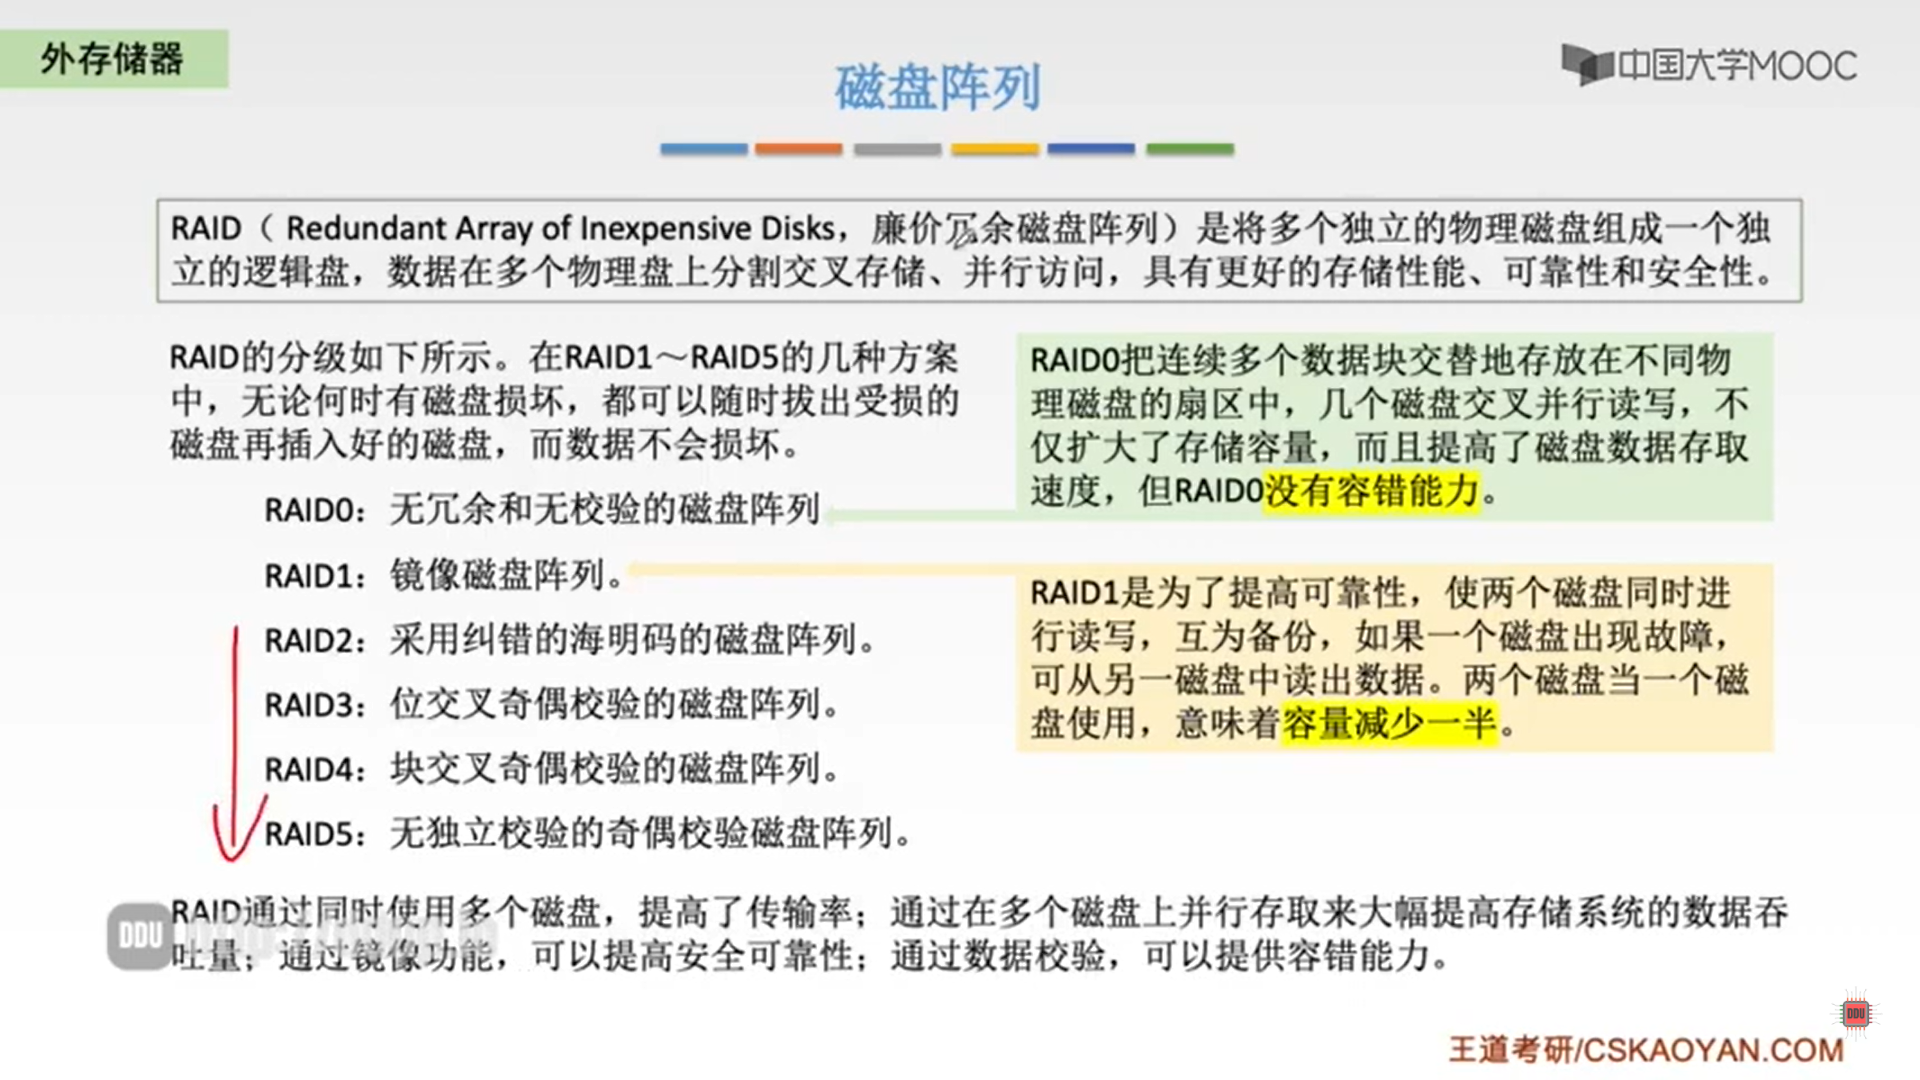 外存储器
中国大学MOOC
磁盘阵列
RAID（ Redundant Array of Inexpensive Disks，廉价冗余磁盘阵列）是将多个独立的物理磁盘组成一个独
立的逻辑盘，数据在多个物理盘上分割交叉存储、并行访问，具有更好的存储性能、可靠性和安全性。
RAID的分级如下所示。在RAID1～RAID5的几种方案
中，无论何时有磁盘损坏，都可以随时拔出受损的
磁盘再插入好的磁盘，而数据不会损坏。
RAID0：无冗余和无校验的磁盘阵列
RAID1：镜像磁盘阵列。
RAID2：采用纠错的海明码的磁盘阵列。
RAID3：位交叉奇偶校验的磁盘阵列。
RAID4：块交叉奇偶校验的磁盘阵列。
RAID5：无独立校验的奇偶校验磁盘阵列。
RAID0把连续多个数据块交替地存放在不同物
理磁盘的扇区中，几个磁盘交叉并行读写，不
仅扩大了存储容量，而且提高了磁盘数据存取
速度，但RAID0没有容错能力。
RAID1是为了提高可靠性，使两个磁盘同时进
行读写，互为备份，如果一个磁盘出现故障，
可从另一磁盘中读出数据。两个磁盘当一个磁
盘使用，意味着容量减少一半。
RAID通过同时使用多个磁盘，提高了传输率；通过在多个磁盘上并行存取来大幅提高存储系统的数据吞
吐量；通过镜像功能，可以提高安全可靠性；通过数据校验，可以提供容错能力。
DDU
DDU
王道考研/CSKAOYAN.COM